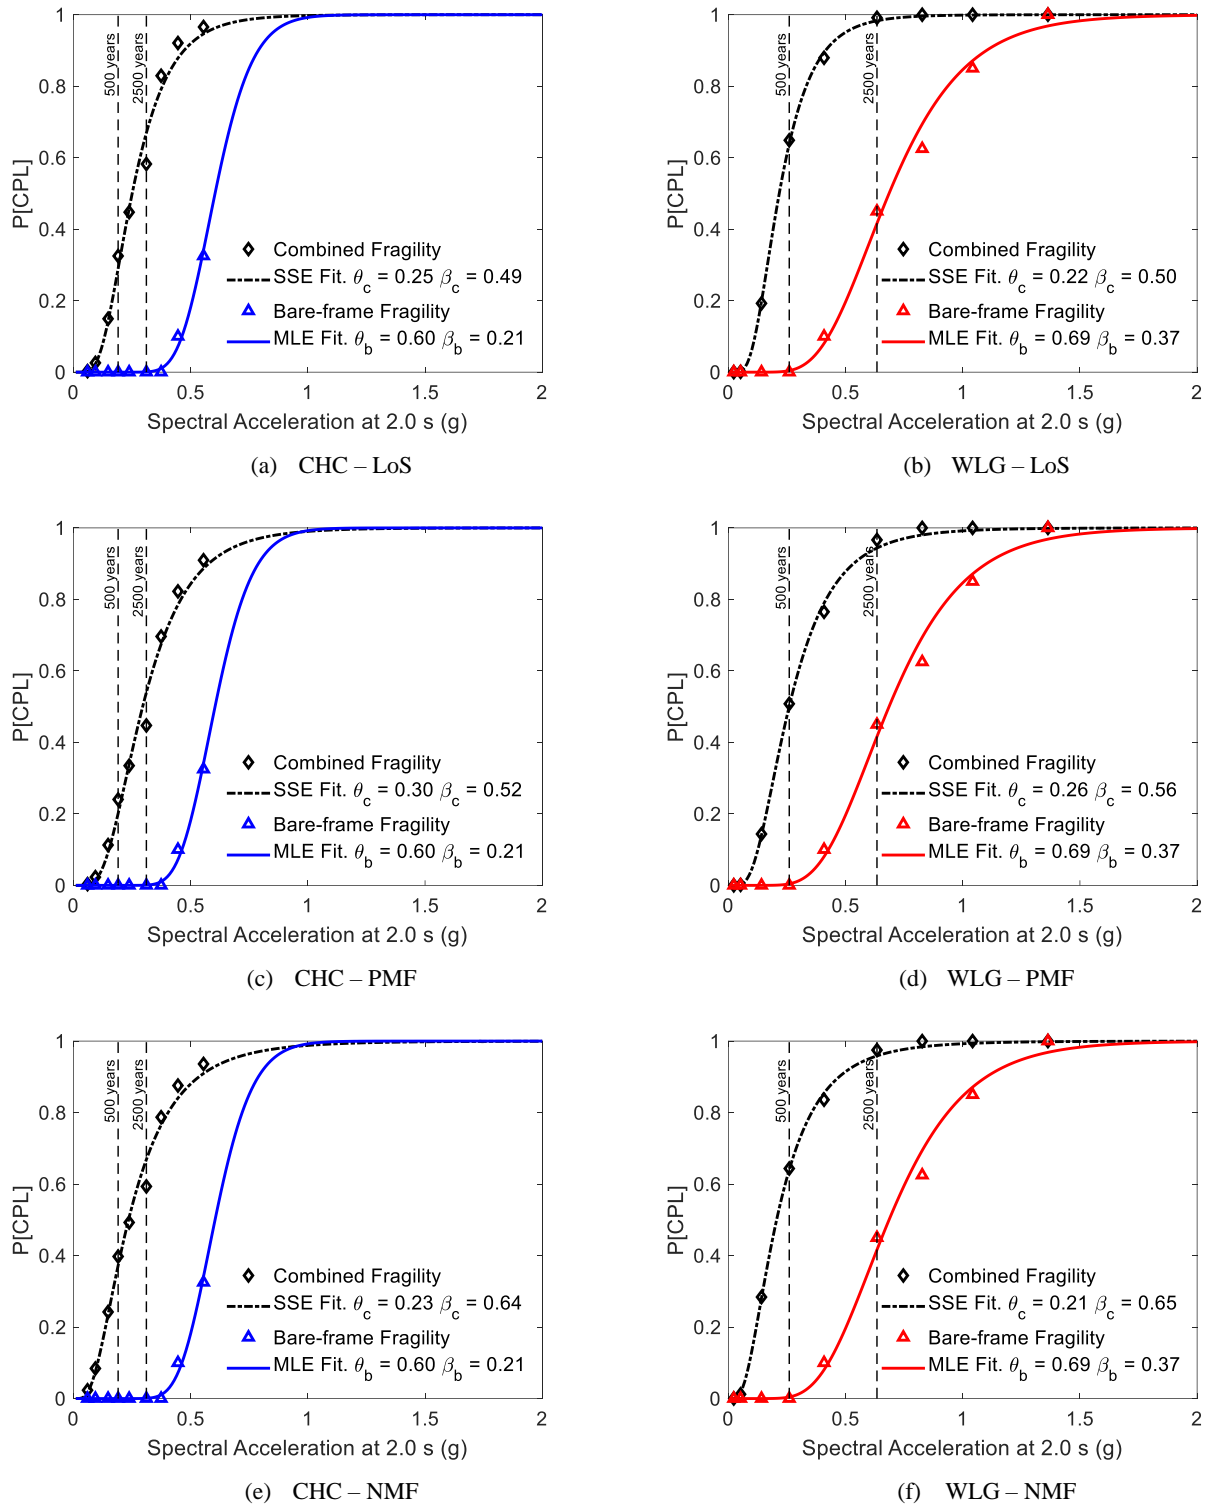 1
0.8
0.6
0.4
0.2
0
P[CPL]
500 years
2500 years
Combined Fragility
SSE Fit. θc = 0.25 βc = 0.49
Bare-frame Fragility
MLE Fit. θb = 0.60 βb = 0.21
0 0.5 1 1.5 2
Spectral Acceleration at 2.0 s (g)
(a) CHC – LoS
1
0.8
0.6
0.4
0.2
0
P[CPL]
500 years
2500 years
Combined Fragility
SSE Fit. θc = 0.22 βc = 0.50
Bare-frame Fragility
MLE Fit. θb = 0.69 βb = 0.37
0 0.5 1 1.5 2
Spectral Acceleration at 2.0 s (g)
(b) WLG – LoS
1
0.8
0.6
0.4
0.2
0
P[CPL]
500 years
2500 years
Combined Fragility
SSE Fit. θc = 0.30 βc = 0.52
Bare-frame Fragility
MLE Fit. θb = 0.60 βb = 0.21
0 0.5 1 1.5 2
Spectral Acceleration at 2.0 s (g)
(c) CHC – PMF
1
0.8
0.6
0.4
0.2
0
P[CPL]
500 years
2500 years
Combined Fragility
SSE Fit. θc = 0.26 βc = 0.56
Bare-frame Fragility
MLE Fit. θb = 0.69 βb = 0.37
0 0.5 1 1.5 2
Spectral Acceleration at 2.0 s (g)
(d) WLG – PMF
1
0.8
0.6
0.4
0.2
0
P[CPL]
500 years
2500 years
Combined Fragility
SSE Fit. θc = 0.23 βc = 0.64
Bare-frame Fragility
MLE Fit. θb = 0.60 βb = 0.21
0 0.5 1 1.5 2
Spectral Acceleration at 2.0 s (g)
(e) CHC – NMF
1
0.8
0.6
0.4
0.2
0
P[CPL]
500 years
2500 years
Combined Fragility
SSE Fit. θc = 0.21 βc = 0.65
Bare-frame Fragility
MLE Fit. θb = 0.69 βb = 0.37
0 0.5 1 1.5 2
Spectral Acceleration at 2.0 s (g)
(f) WLG – NMF